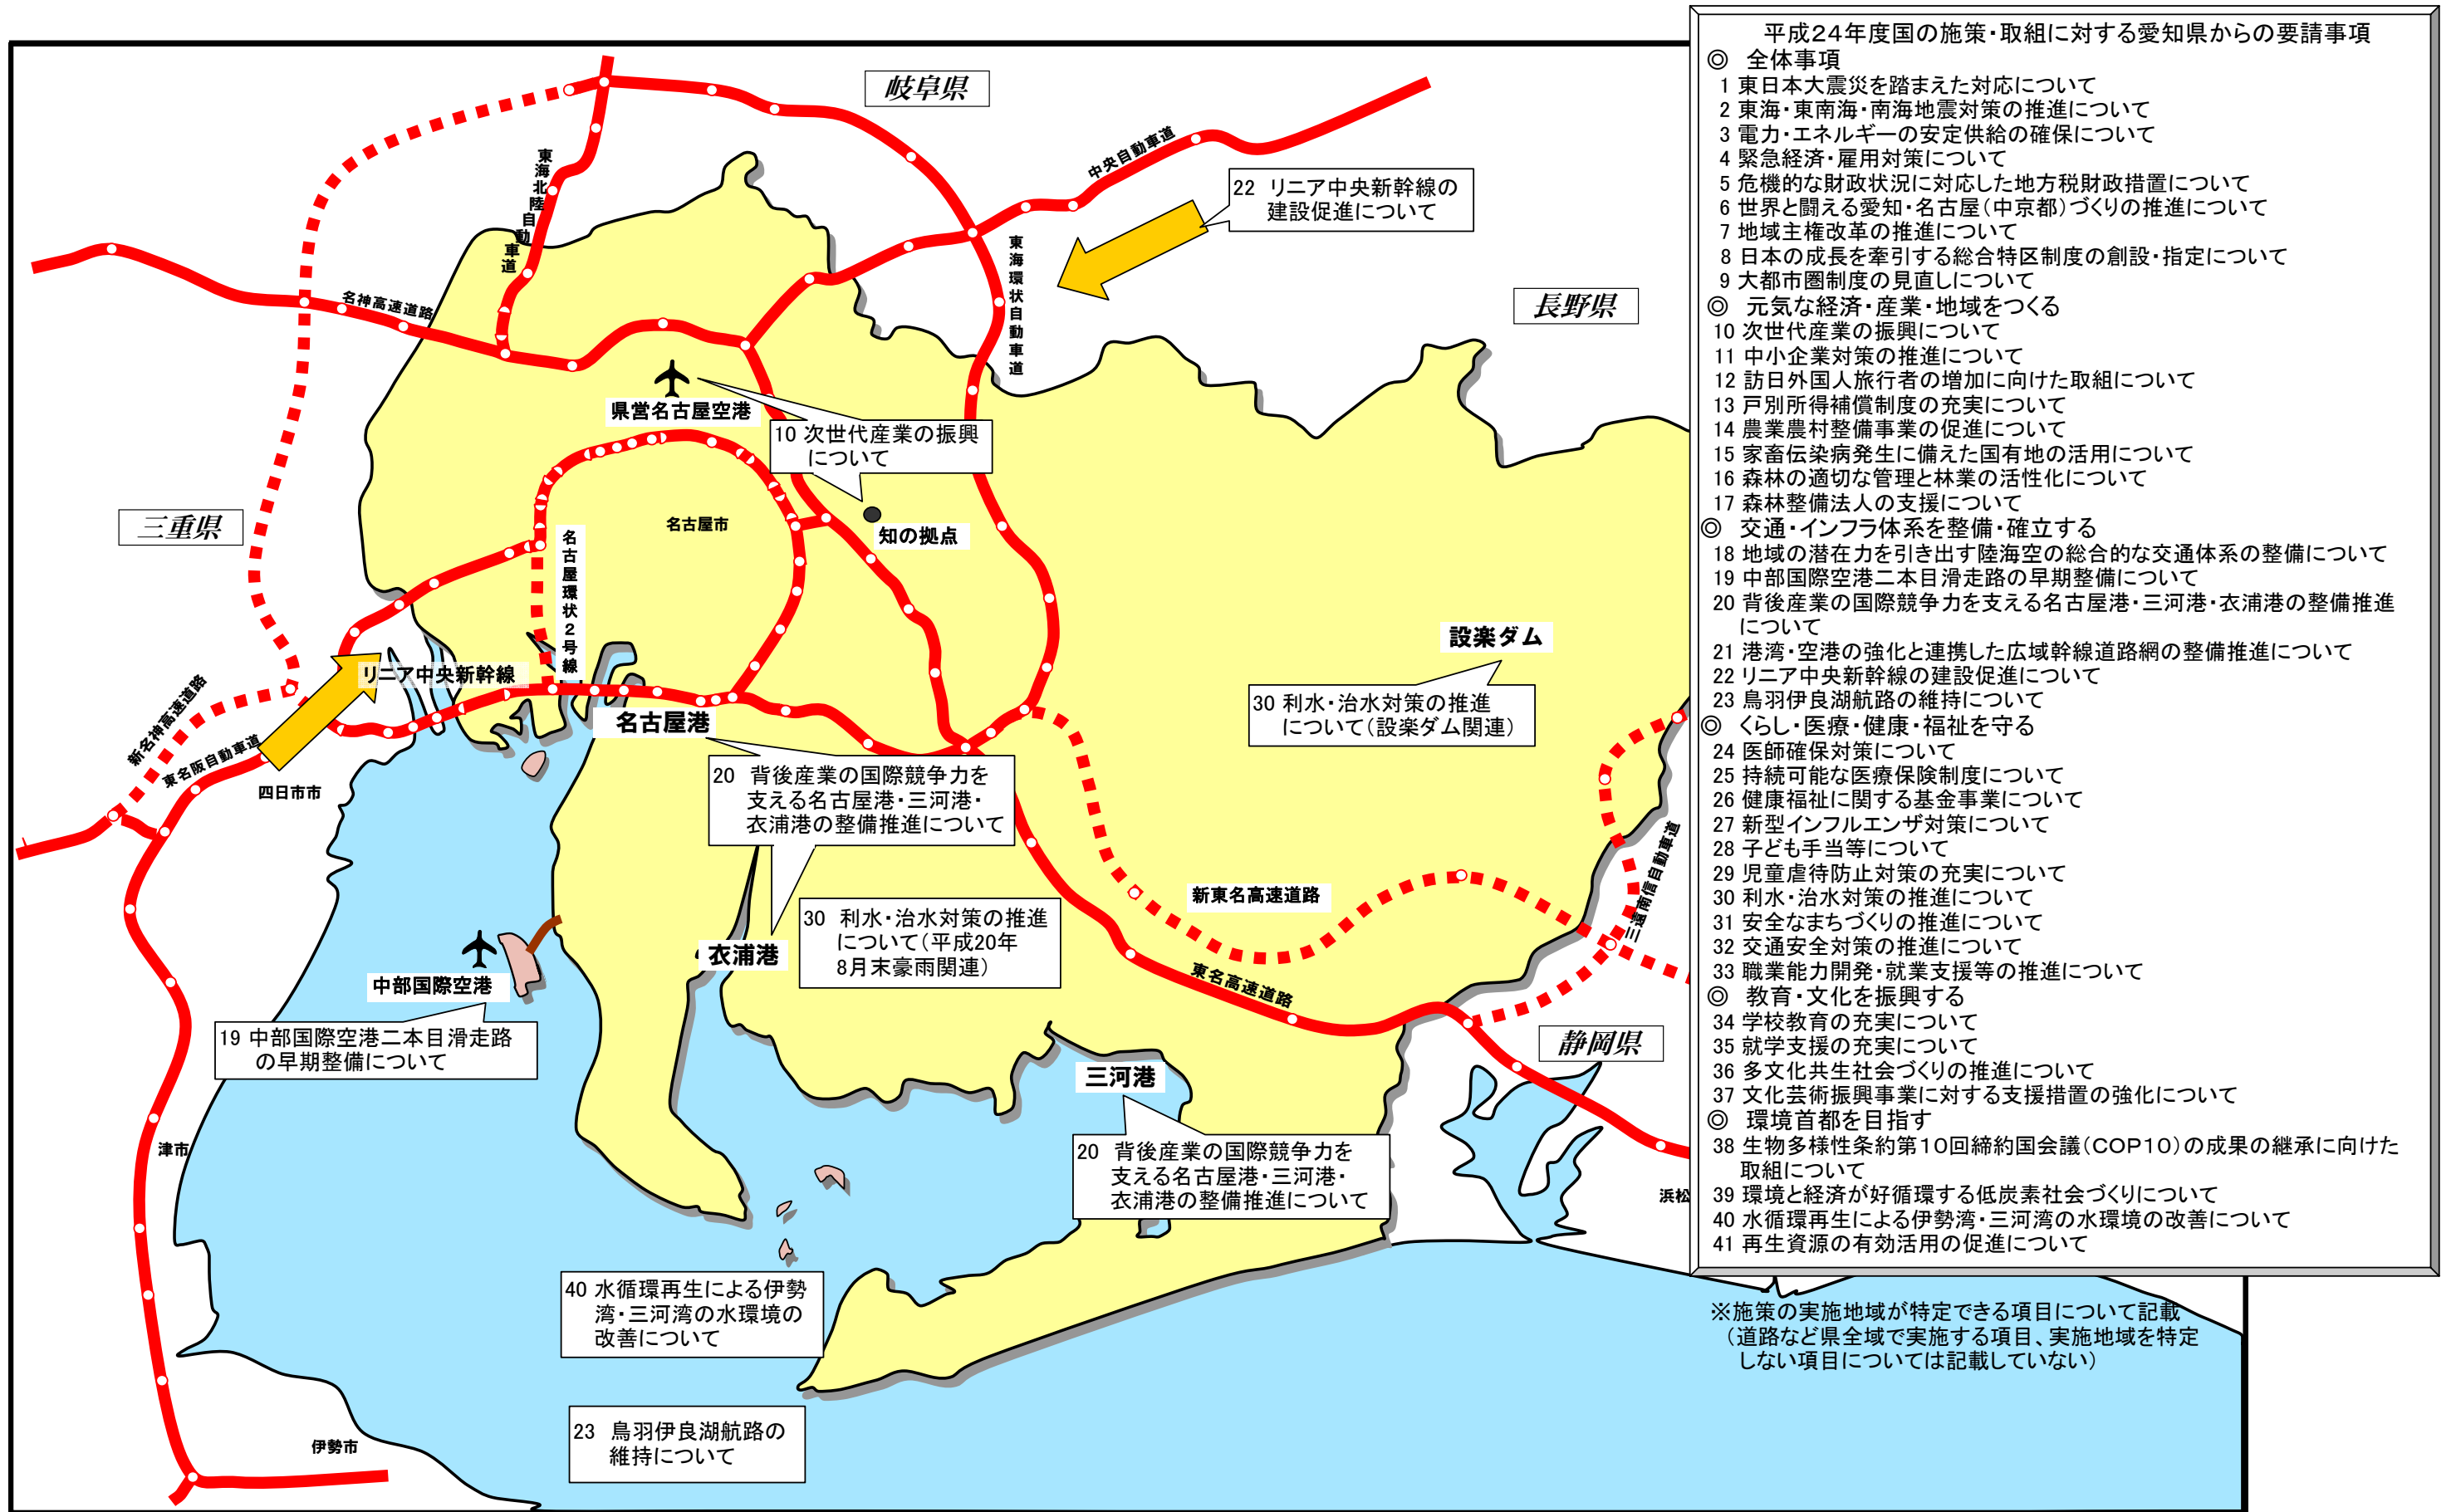 岐阜県
長野県
三重県
静岡県
中央自動車道
東海北陸自動車道
東海環状自動車道
名神高速道路
22 リニア中央新幹線の
建設促進について
県営名古屋空港
10 次世代産業の振興
について
名古屋市
知の拠点
名古屋環状2号線
設楽ダム
30 利水・治水対策の推進
について(設楽ダム関連)
リニア中央新幹線
新名神高速道路
東名阪自動車道
四日市市
名古屋港
20 背後産業の国際競争力を
支える名古屋港・三河港・
衣浦港の整備推進について
新東名高速道路
三遠南信自動車道
30 利水・治水対策の推進
について(平成20年
8月末豪雨関連)
衣浦港
中部国際空港
19 中部国際空港二本目滑走路
の早期整備について
東名高速道路
三河港
20 背後産業の国際競争力を
支える名古屋港・三河港・
衣浦港の整備推進について
津市
浜松
40 水循環再生による伊勢
湾・三河湾の水環境の
改善について
23 鳥羽伊良湖航路の
維持について
伊勢市
平成24年度国の施策・取組に対する愛知県からの要請事項
◎ 全体事項
1 東日本大震災を踏まえた対応について
2 東海・東南海・南海地震対策の推進について
3 電力・エネルギーの安定供給の確保について
4 緊急経済・雇用対策について
5 危機的な財政状況に対応した地方税財政措置について
6 世界と闘える愛知・名古屋(中京都)づくりの推進について
7 地域主権改革の推進について
8 日本の成長を牽引する総合特区制度の創設・指定について
9 大都市圏制度の見直しについて
◎ 元気な経済・産業・地域をつくる
10 次世代産業の振興について
11 中小企業対策の推進について
12 訪日外国人旅行者の増加に向けた取組について
13 戸別所得補償制度の充実について
14 農業農村整備事業の促進について
15 家畜伝染病発生に備えた国有地の活用について
16 森林の適切な管理と林業の活性化について
17 森林整備法人の支援について
◎ 交通・インフラ体系を整備・確立する
18 地域の潜在力を引き出す陸海空の総合的な交通体系の整備について
19 中部国際空港二本目滑走路の早期整備について
20 背後産業の国際競争力を支える名古屋港・三河港・衣浦港の整備推進
について
21 港湾・空港の強化と連携した広域幹線道路網の整備推進について
22 リニア中央新幹線の建設促進について
23 鳥羽伊良湖航路の維持について
◎ くらし・医療・健康・福祉を守る
24 医師確保対策について
25 持続可能な医療保険制度について
26 健康福祉に関する基金事業について
27 新型インフルエンザ対策について
28 子ども手当等について
29 児童虐待防止対策の充実について
30 利水・治水対策の推進について
31 安全なまちづくりの推進について
32 交通安全対策の推進について
33 職業能力開発・就業支援等の推進について
◎ 教育・文化を振興する
34 学校教育の充実について
35 就学支援の充実について
36 多文化共生社会づくりの推進について
37 文化芸術振興事業に対する支援措置の強化について
◎ 環境首都を目指す
38 生物多様性条約第10回締約国会議(COP10)の成果の継承に向けた
取組について
39 環境と経済が好循環する低炭素社会づくりについて
40 水循環再生による伊勢湾・三河湾の水環境の改善について
41 再生資源の有効活用の促進について
※施策の実施地域が特定できる項目について記載
(道路など県全域で実施する項目、実施地域を特定
しない項目については記載していない)